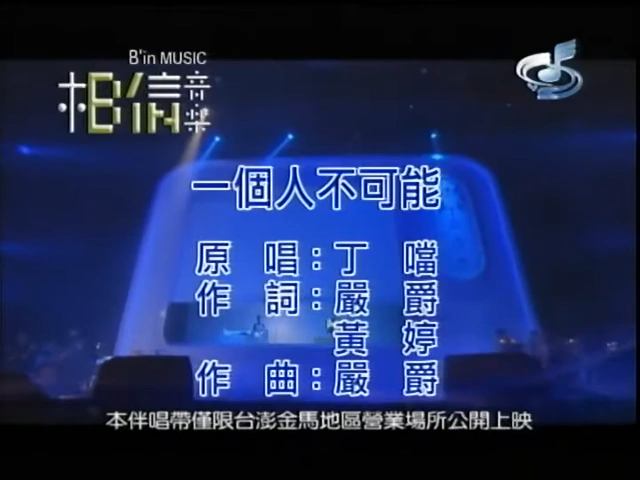 B'in MUSIC
相信音樂
一個人不可能
原 唱：丁 噹
作 詞：嚴 爵
黃 婷
作 曲：嚴 爵
本伴唱帶僅限台澎金馬地區營業場所公開上映